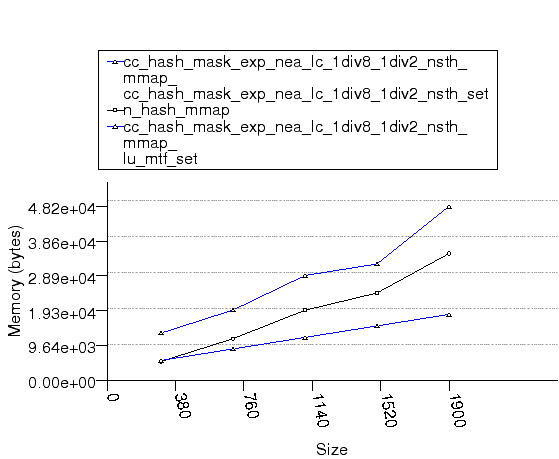 cc_hash_mask_exp_nea_lc_1div8_1div2_nsth_
mmap_
cc_hash_mask_exp_nea_lc_1div8_1div2_nsth_set
n_hash_mmap
cc_hash_mask_exp_nea_lc_1div8_1div2_nsth_
mmap_
lu_mtf_set
Memory (bytes)
4.82e+04
3.86e+04
2.89e+04
1.93e+04
9.64e+03
0.00e+00
0
380
760
1140
1520
1900
Size